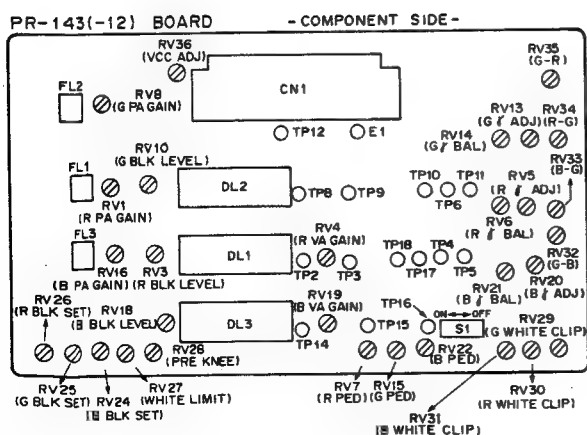 PR-143(-12) BOARD -COMPONENT SIDE-
RV36
(VCC ADJ)
RV35
(G-R)
FL2
RV8
(G PA GAIN)
CN1
RV13
(G γ ADJ)
RV34
(R-G)
RV14
(G γ BAL)
TP12
E1
RV10
(G BLK LEVEL)
RV33
(B-G)
FL1
RV1
(R PA GAIN)
DL2
TP8
TP9
TP10
TP11
TP6
RV5
(R γ ADJ)
RV6
(R γ BAL)
RV4
(R VA GAIN)
FL3
DL1
TP2
TP3
TP18
TP4
TP17
TP5
RV32
(G-B)
RV16
(B PA GAIN)
RV3
(R BLK LEVEL)
RV21
(B γ BAL)
RV20
(B γ ADJ)
RV26
(R BLK SET)
RV18
(B BLK LEVEL)
RV19
(B VA GAIN)
DL3
TP14
TP15
TP16
ON↔OFF
S1
RV29
(G WHITE CLIP)
RV28
(PRE KNEE)
RV22
(B PED)
RV25
(G BLK SET)
RV24
(B BLK SET)
RV27
(WHITE LIMIT)
RV7
(R PED)
RV15
(G PED)
RV31
(B WHITE CLIP)
RV30
(R WHITE CLIP)